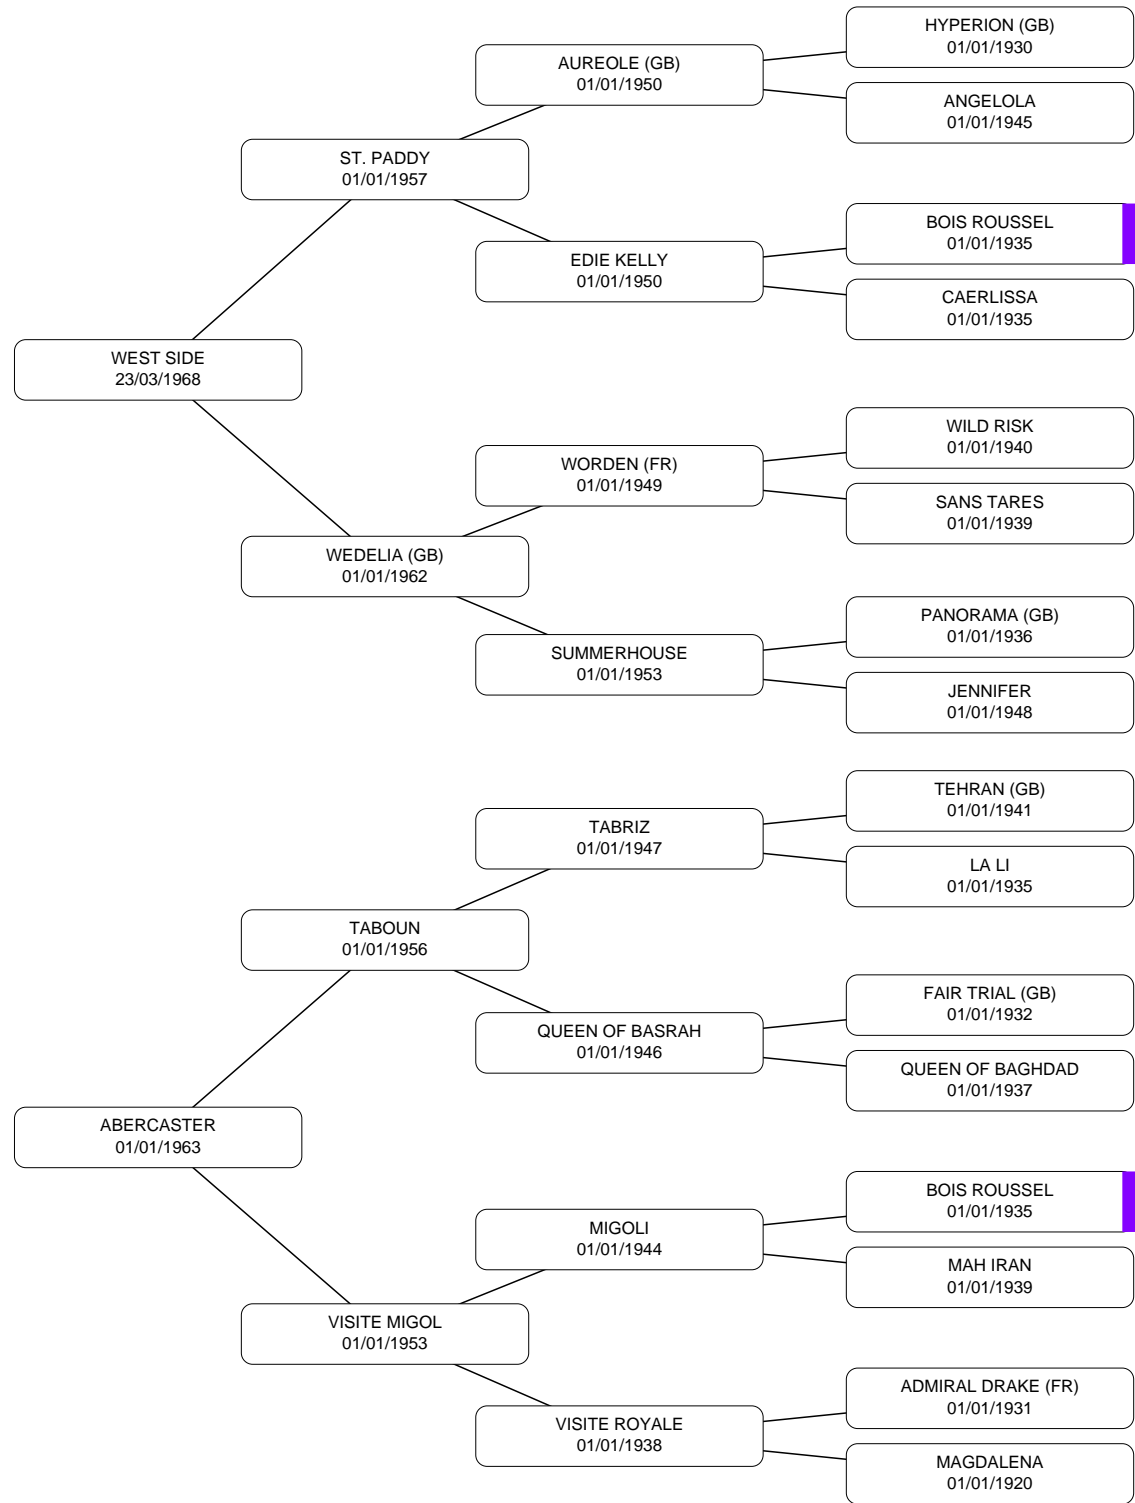 HYPERION (GB)
01/01/1930
AUREOLE (GB)
01/01/1950
ANGELOLA
01/01/1945
ST. PADDY
01/01/1957
BOIS ROUSSEL
01/01/1935
EDIE KELLY
01/01/1950
CAERLISSA
01/01/1935
WEST SIDE
23/03/1968
WILD RISK
01/01/1940
WORDEN (FR)
01/01/1949
SANS TARES
01/01/1939
WEDELIA (GB)
01/01/1962
PANORAMA (GB)
01/01/1936
SUMMERHOUSE
01/01/1953
JENNIFER
01/01/1948
TEHRAN (GB)
01/01/1941
TABRIZ
01/01/1947
LA LI
01/01/1935
TABOUN
01/01/1956
FAIR TRIAL (GB)
01/01/1932
QUEEN OF BASRAH
01/01/1946
QUEEN OF BAGHDAD
01/01/1937
ABERCASTER
01/01/1963
BOIS ROUSSEL
01/01/1935
MIGOLI
01/01/1944
MAH IRAN
01/01/1939
VISITE MIGOL
01/01/1953
ADMIRAL DRAKE (FR)
01/01/1931
VISITE ROYALE
01/01/1938
MAGDALENA
01/01/1920